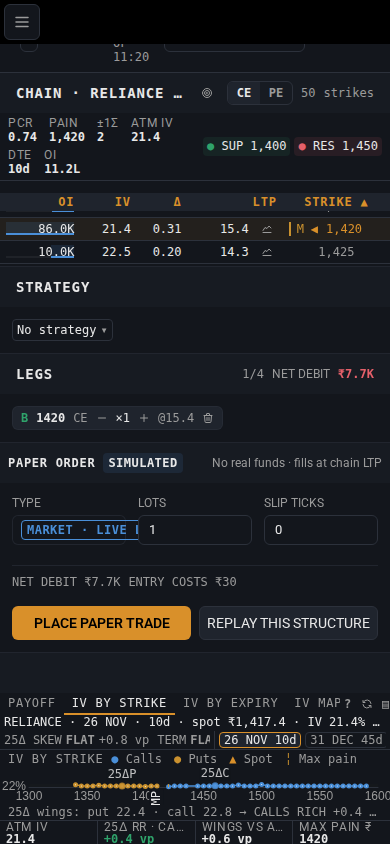 11:20
CHAIN · RELIANCE … CE PE 50 strikes
PCR PAIN ±1Σ ATM IV
0.74 1,420 2 21.4
DTE OI
10d 11.2L
SUP 1,400 RES 1,450
OI IV Δ LTP STRIKE ▲
86.0K 21.4 0.31 15.4 M ◀ 1,420
10.0K 22.5 0.20 14.3 1,425
STRATEGY
No strategy ▾
LEGS 1/4 NET DEBIT ₹7.7K
B 1420 CE − ×1 + @15.4
PAPER ORDER SIMULATED No real funds · fills at chain LTP
TYPE LOTS SLIP TICKS
MARKET · LIVE 1 0
NET DEBIT ₹7.7K ENTRY COSTS ₹30
PLACE PAPER TRADE REPLAY THIS STRUCTURE
PAYOFF IV BY STRIKE IV BY EXPIRY IV MAP ?
RELIANCE · 26 NOV · 10d · spot ₹1,417.4 · IV 21.4% …
25Δ SKEW FLAT +0.8 vp TERM FLA 26 NOV 10d 31 DEC 45d
IV BY STRIKE ● Calls ● Puts ▲ Spot ¦ Max pain
25ΔP 25ΔC
22%
MP
1300 1350 140 1450 1500 1550 1600
25Δ wings: put 22.4 · call 22.8 → CALLS RICH +0.4 …
ATM IV 25Δ RR · CA… WINGS VS A… MAX PAIN ₹
21.4 +0.4 vp +0.6 vp 1420